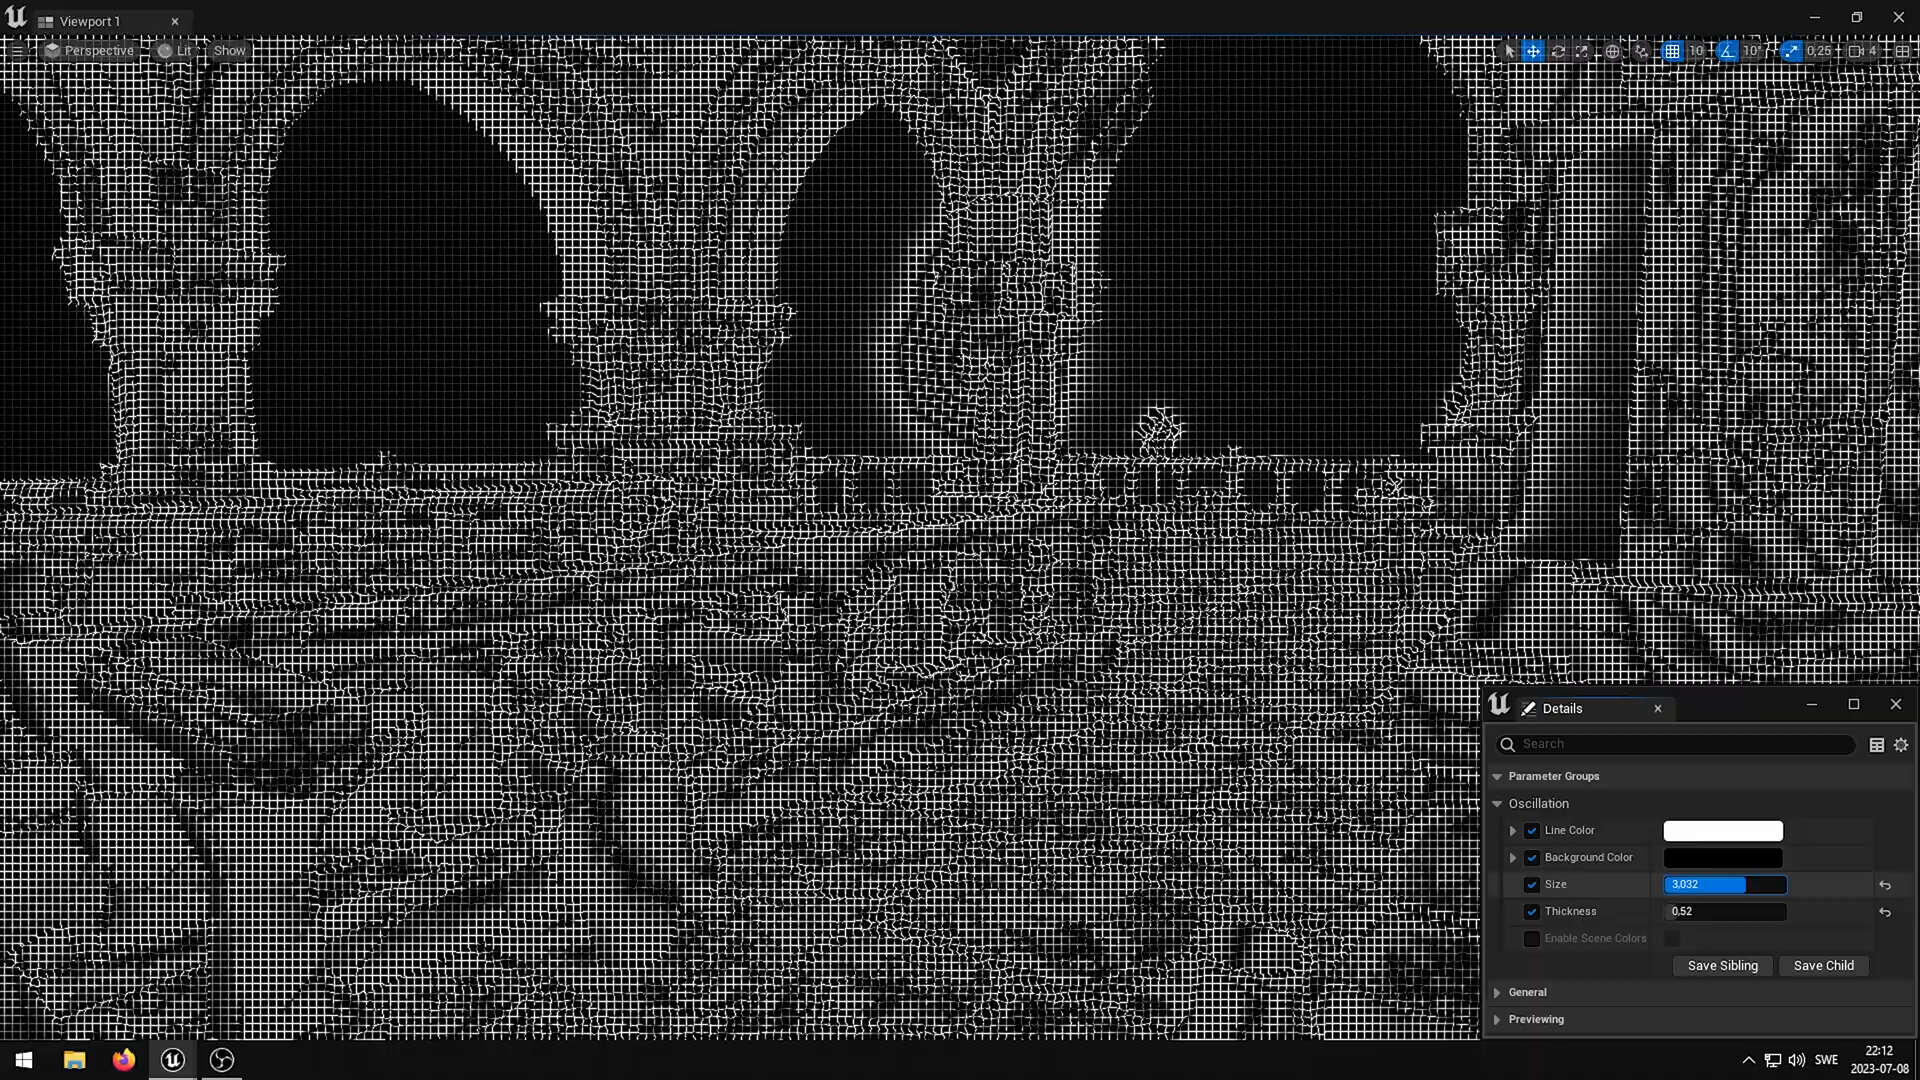 Viewport 1
Perspective Lit Show 10 10° 0,25 4
Details
Search
Parameter Groups
Oscillation
Line Color
Background Color
Size 3,032
Thickness 0,52
Enable Scene Colors
Save Sibling Save Child
General
Previewing
SWE 22:12
2023-07-08